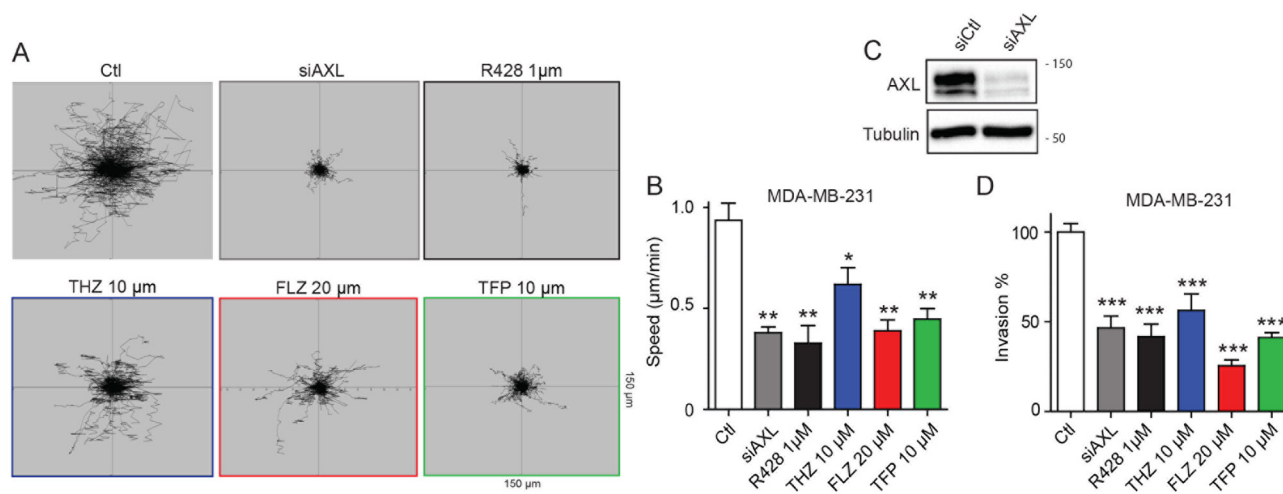 A
Ctl
siAXL
R428 1µm
THZ 10 µm
FLZ 20 µm
TFP 10 µm
150 µm
150 µm
C
siCtl
siAXL
AXL
- 150
Tubulin
- 50
B
MDA-MB-231
Speed (µm/min)
1.0
0.5
0
*
**
**
**
**
Ctl
siAXL
R428 1µM
THZ 10 µM
FLZ 20 µM
TFP 10 µM
D
MDA-MB-231
Invasion %
100
50
0
***
***
***
***
***
Ctl
siAXL
R428 1µM
THZ 10 µM
FLZ 20 µM
TFP 10 µM